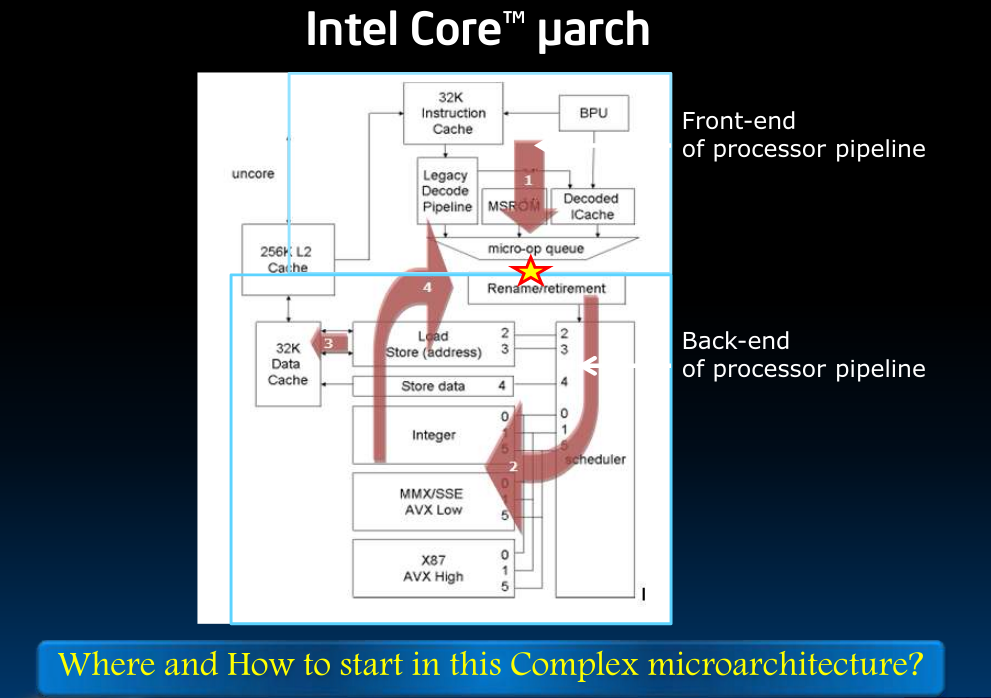 Intel Core™ µarch
32K
Instruction
Cache
BPU
Front-end
of processor pipeline
uncore
Legacy
Decode
Pipeline
1
MSROM
Decoded
ICache
256K L2
Cache
micro-op queue
4
Rename/retirement
32K
Data
Cache
3
Load
Store (address)
2
3
2
3
Back-end
of processor pipeline
Store data
4
4
Integer
0
1
5
0
1
5
scheduler
2
MMX/SSE
AVX Low
0
1
5
X87
AVX High
0
1
5
I
Where and How to start in this Complex microarchitecture?